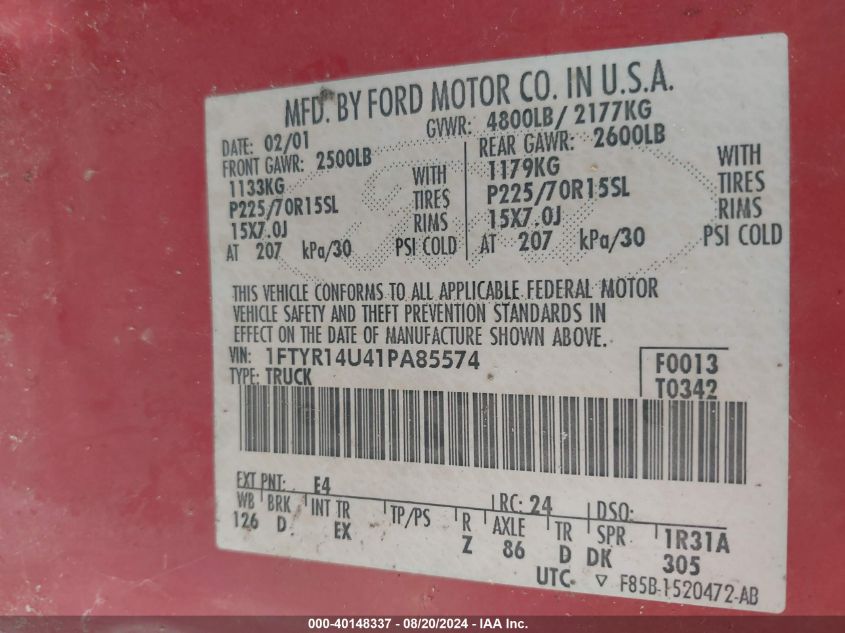 MFD. BY FORD MOTOR CO. IN U.S.A.
DATE: 02/01 GVWR: 4800LB/ 2177KG
FRONT GAWR: 2500LB REAR GAWR: 2600LB
1133KG WITH 1179KG WITH
P225/70R15SL TIRES P225/70R15SL TIRES
15X7.0J RIMS 15X7.0J RIMS
AT 207 kPa/30 PSI COLD AT 207 kPa/30 PSI COLD
THIS VEHICLE CONFORMS TO ALL APPLICABLE FEDERAL MOTOR
VEHICLE SAFETY AND THEFT PREVENTION STANDARDS IN
EFFECT ON THE DATE OF MANUFACTURE SHOWN ABOVE.
VIN: 1FTYR14U41PA85574 F0013
TYPE: TRUCK T0342
EXT PNT: E4 RC: 24 DSO:
WB BRK INT TR TP/PS R AXLE TR SPR 1R31A
126 D EX Z 86 D DK 305
UTC ▽ F85B-1520472-AB
000-40148337 - 08/20/2024 - IAA Inc.